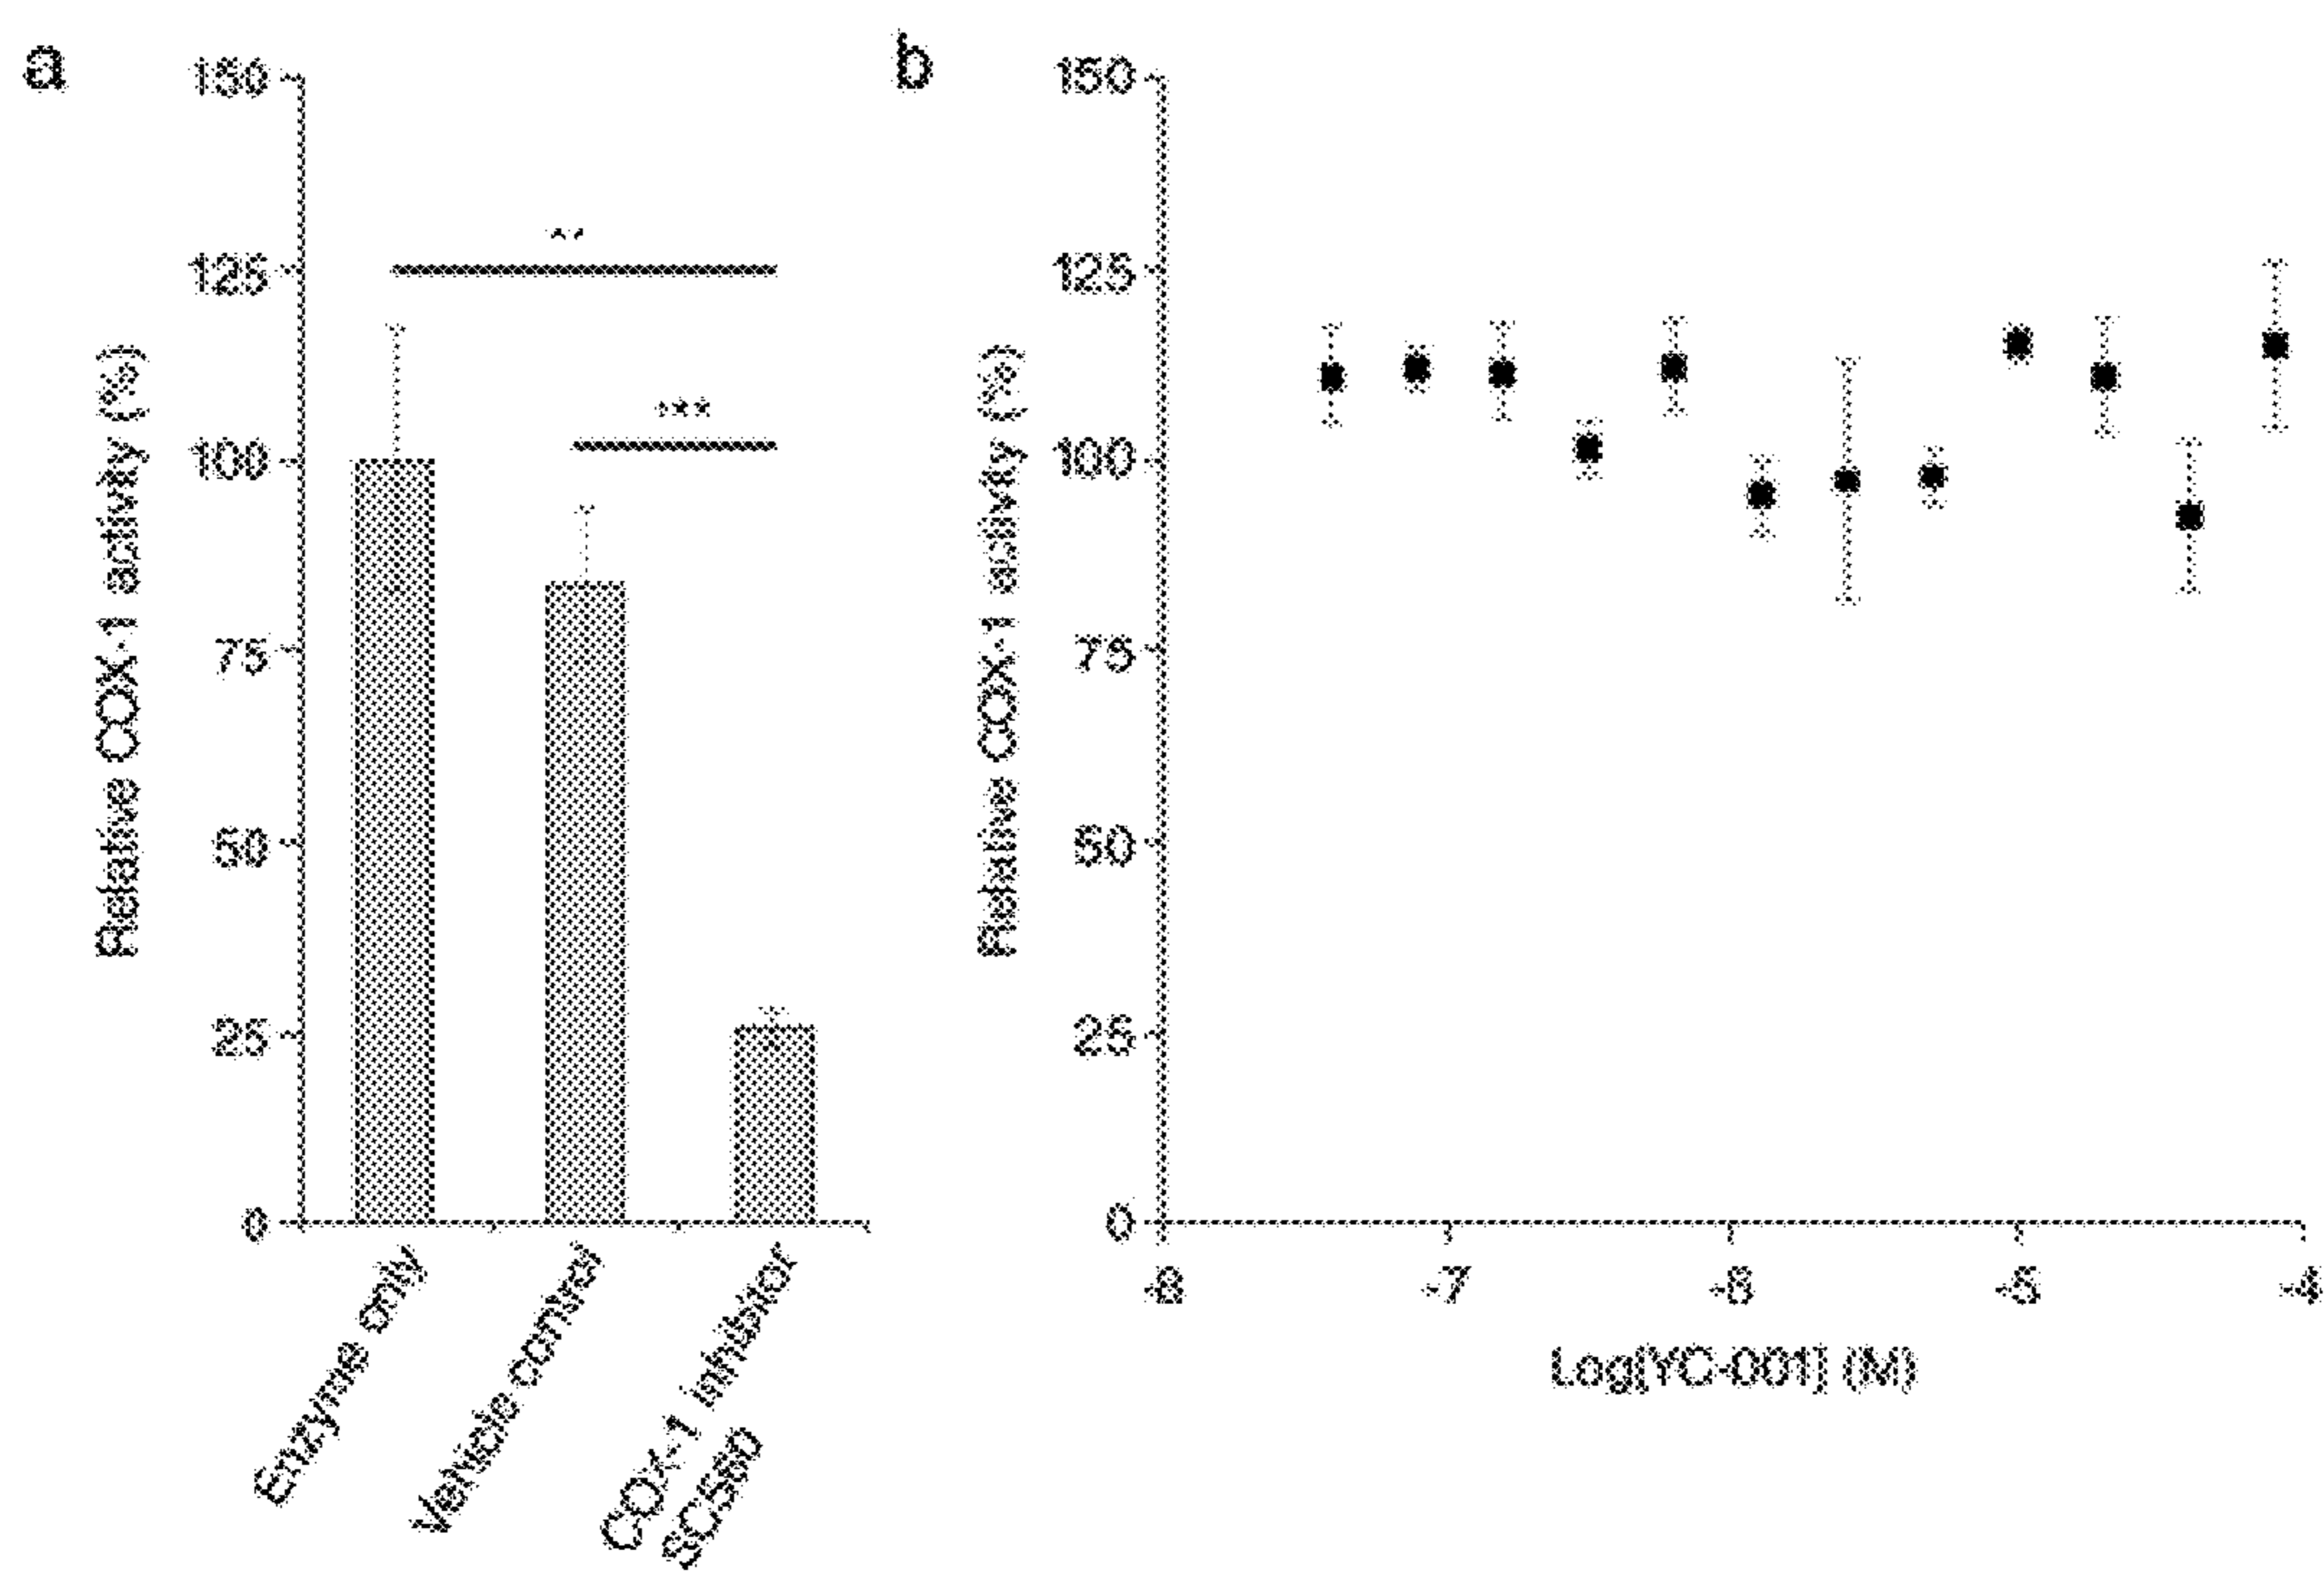 a
150
125
100
75
50
25
0
Relative COX-1 activity (%)
**
***
Enzyme only
Vehicle control
COX-1 inhibitor
SC560
b
150
125
100
75
50
25
0
Relative COX-1 activity (%)
-8
-7
-6
-5
-4
Log[YC-001] (M)